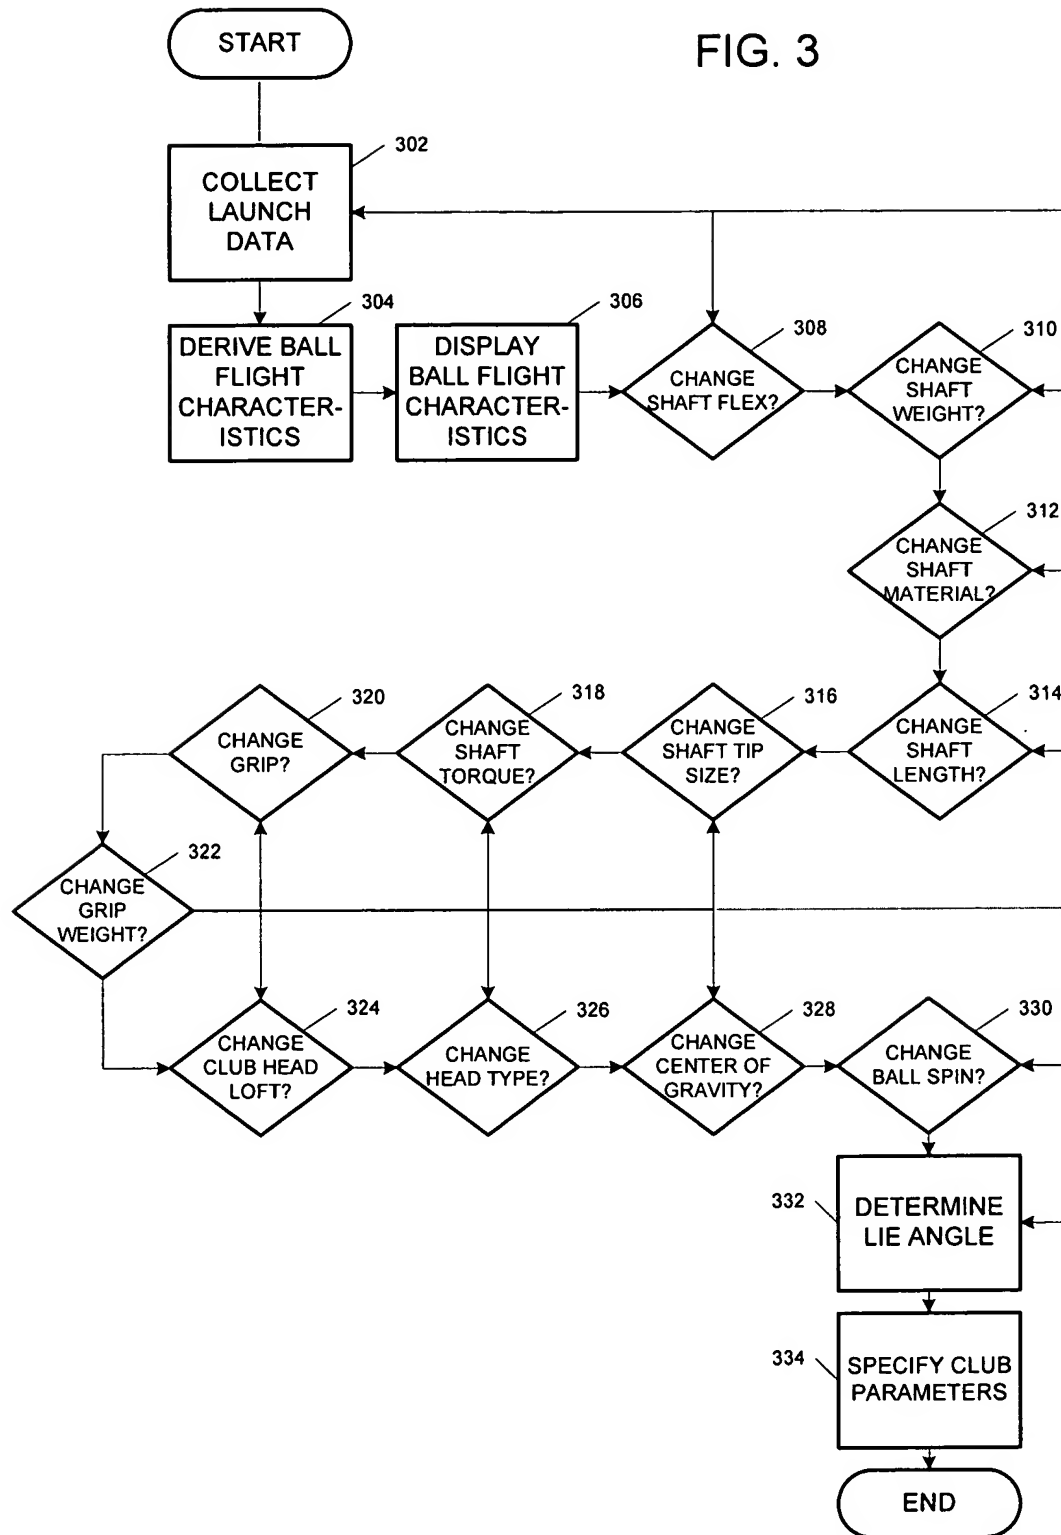 START
FIG. 3
302
COLLECT
LAUNCH
DATA
304
DERIVE BALL
FLIGHT
CHARACTER-
ISTICS
306
DISPLAY
BALL FLIGHT
CHARACTER-
ISTICS
308
CHANGE
SHAFT FLEX?
310
CHANGE
SHAFT
WEIGHT?
312
CHANGE
SHAFT
MATERIAL?
314
CHANGE
SHAFT
LENGTH?
316
CHANGE
SHAFT TIP
SIZE?
318
CHANGE
SHAFT
TORQUE?
320
CHANGE
GRIP?
322
CHANGE
GRIP
WEIGHT?
324
CHANGE
CLUB HEAD
LOFT?
326
CHANGE
HEAD TYPE?
328
CHANGE
CENTER OF
GRAVITY?
330
CHANGE
BALL SPIN?
332
DETERMINE
LIE ANGLE
334
SPECIFY CLUB
PARAMETERS
END